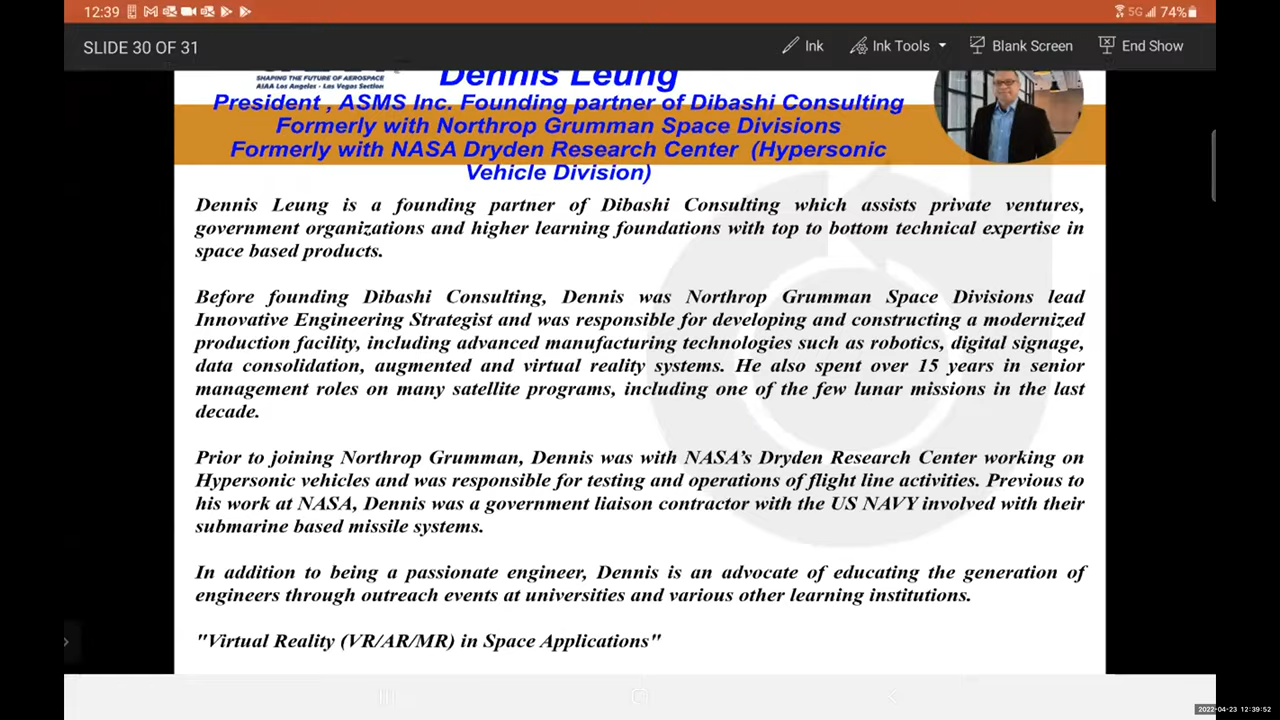 12:39
5G 74%
SLIDE 30 OF 31
Ink
Ink Tools
Blank Screen
End Show
SHAPING THE FUTURE OF AEROSPACE
AIAA Los Angeles - Las Vegas Section
Dennis Leung
President , ASMS Inc. Founding partner of Dibashi Consulting
Formerly with Northrop Grumman Space Divisions
Formerly with NASA Dryden Research Center (Hypersonic
Vehicle Division)
Dennis Leung is a founding partner of Dibashi Consulting which assists private ventures,
government organizations and higher learning foundations with top to bottom technical expertise in
space based products.
Before founding Dibashi Consulting, Dennis was Northrop Grumman Space Divisions lead
Innovative Engineering Strategist and was responsible for developing and constructing a modernized
production facility, including advanced manufacturing technologies such as robotics, digital signage,
data consolidation, augmented and virtual reality systems. He also spent over 15 years in senior
management roles on many satellite programs, including one of the few lunar missions in the last
decade.
Prior to joining Northrop Grumman, Dennis was with NASA's Dryden Research Center working on
Hypersonic vehicles and was responsible for testing and operations of flight line activities. Previous to
his work at NASA, Dennis was a government liaison contractor with the US NAVY involved with their
submarine based missile systems.
In addition to being a passionate engineer, Dennis is an advocate of educating the generation of
engineers through outreach events at universities and various other learning institutions.
"Virtual Reality (VR/AR/MR) in Space Applications"
2022-04-23 12:39:52